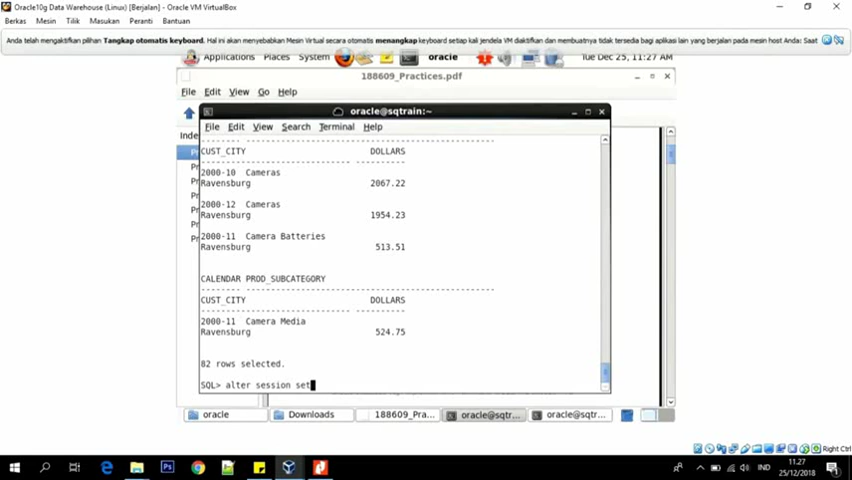 Oracle10g Data Warehouse (Linux) [Berjalan] - Oracle VM VirtualBox
Berkas Mesin Tilik Masukan Peranti Bantuan
Anda telah mengaktifkan pilihan Tangkap otomatis keyboard. Hal ini akan menyebabkan Mesin Virtual secara otomatis menangkap keyboard setiap kali jendela VM diaktifkan dan membuatnya tidak tersedia bagi aplikasi lain yang berjalan pada mesin host Anda: Saat
Applications Places System oracle Tue Dec 25, 11:27 AM
188609_Practices.pdf
File Edit View Go Help
oracle@sqtrain:~
File Edit View Search Terminal Help
Inde
-------- --------------------------------------------------
CUST_CITY DOLLARS
------------------------------ ----------
2000-10 Cameras
Ravensburg 2067.22
2000-12 Cameras
Ravensburg 1954.23
2000-11 Camera Batteries
Ravensburg 513.51
CALENDAR PROD_SUBCATEGORY
-------- --------------------------------------------------
CUST_CITY DOLLARS
------------------------------ ----------
2000-11 Camera Media
Ravensburg 524.75
82 rows selected.
SQL> alter session set
oracle Downloads 188609_Pra... oracle@sqtr... oracle@sqtr...
Right Ctrl
IND
11.27
25/12/2018